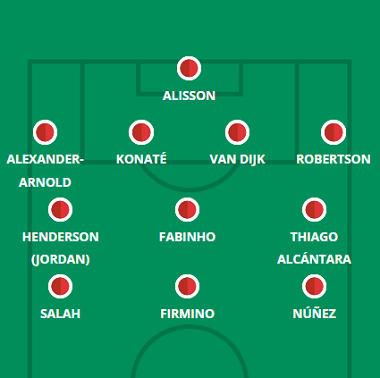 ALISSON
ALEXANDER- KONATÉ VAN DIJK ROBERTSON
ARNOLD
HENDERSON FABINHO THIAGO
(JORDAN) ALCÁNTARA
SALAH FIRMINO NÚÑEZ